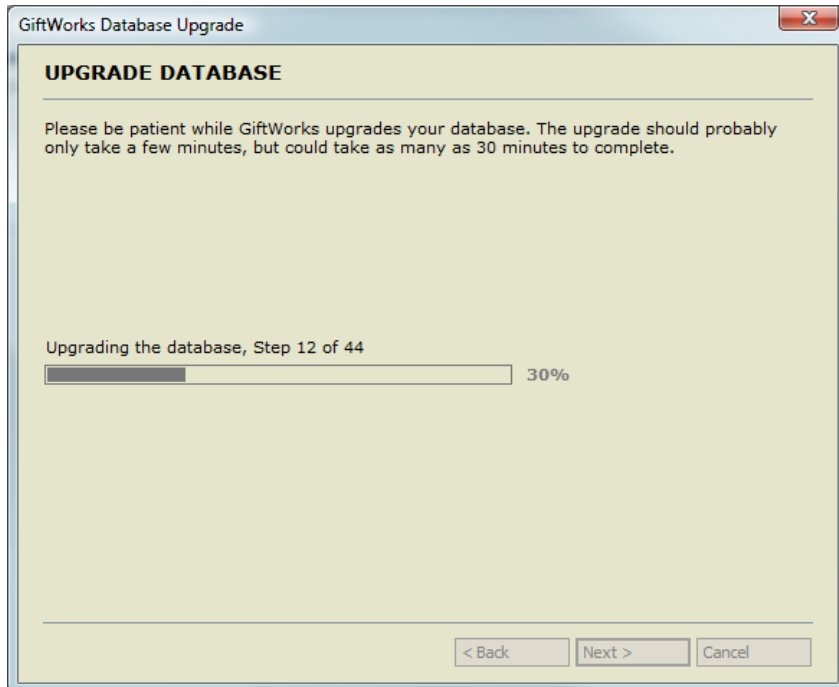 GiftWorks Database Upgrade
UPGRADE DATABASE
Please be patient while GiftWorks upgrades your database. The upgrade should probably
only take a few minutes, but could take as many as 30 minutes to complete.
Upgrading the database, Step 12 of 44
30%
< Back Next > Cancel